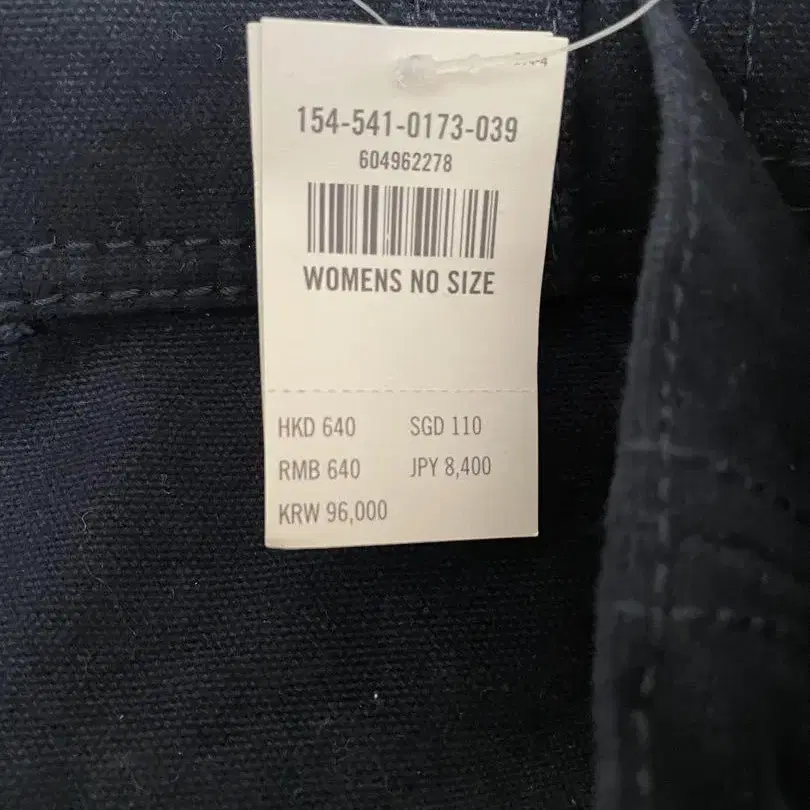 154-541-0173-039
604962278
WOMENS NO SIZE
HKD 640 SGD 110
RMB 640 JPY 8,400
KRW 96,000